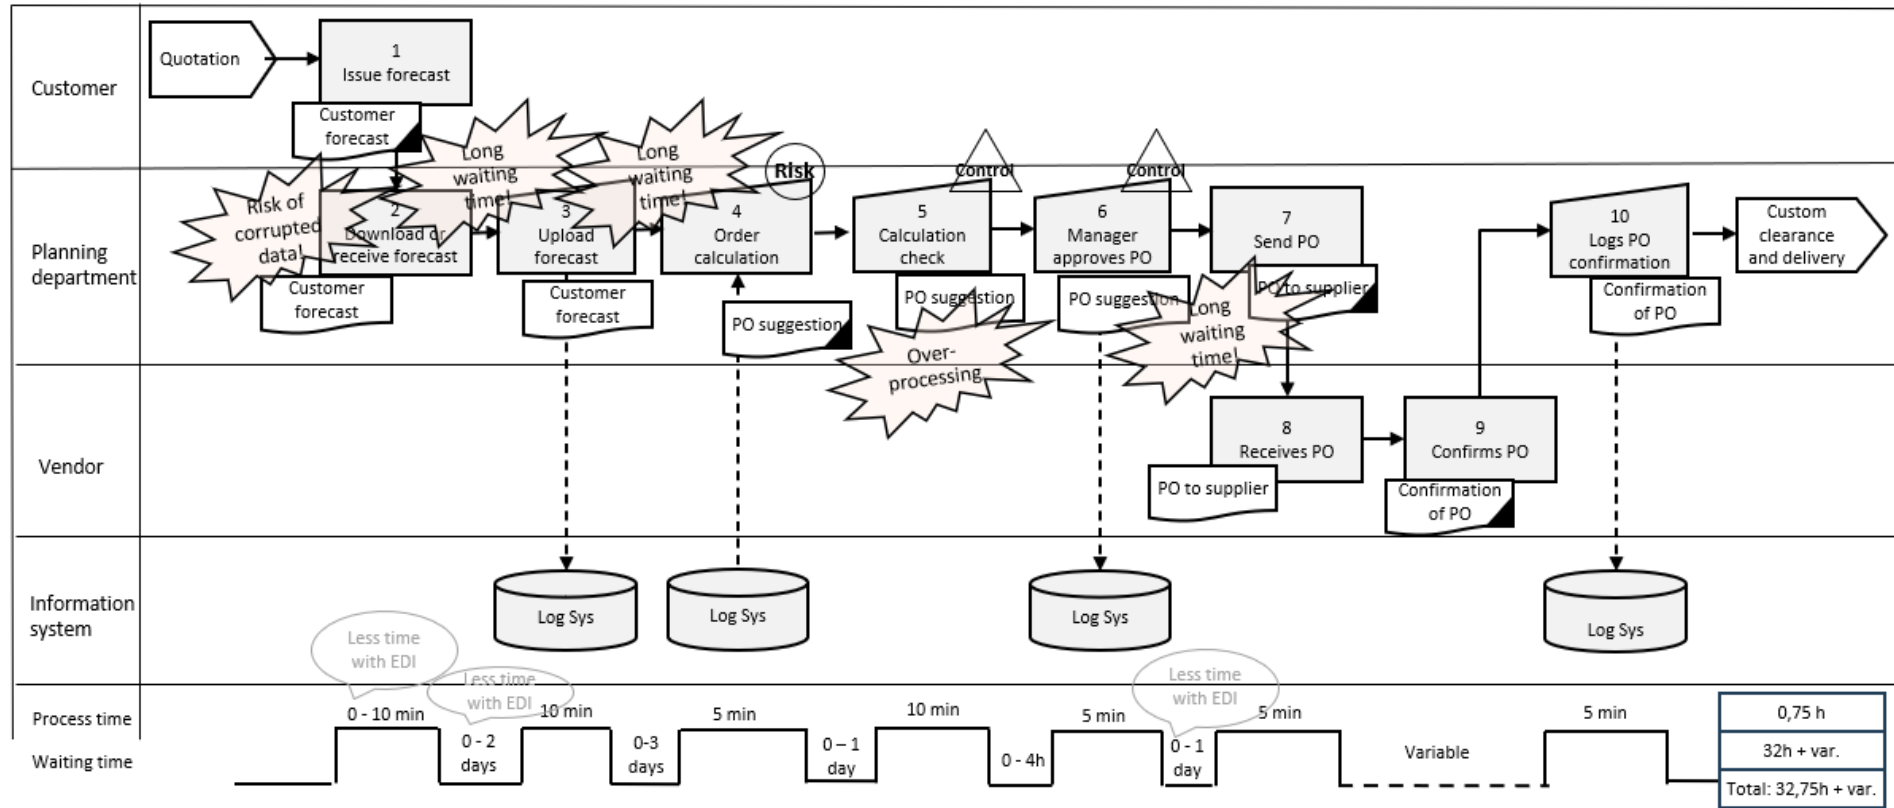 Customer
Quotation
1
Issue forecast
Customer
forecast
Planning
department
Risk of
corrupted
data!
2
Download or
receive forecast
Customer
forecast
Long
waiting
time!
3
Upload
forecast
Customer
forecast
Long
waiting
time!
Risk
4
Order
calculation
PO suggestion
Control
5
Calculation
check
PO suggestion
Over-
processing
Control
6
Manager
approves PO
PO suggestion
Long
waiting
time!
7
Send PO
PO to supplier
10
Logs PO
confirmation
Confirmation
of PO
Custom
clearance
and delivery
Vendor
8
Receives PO
PO to supplier
9
Confirms PO
Confirmation
of PO
Information
system
Log Sys
Log Sys
Log Sys
Log Sys
Less time
with EDI
Less time
with EDI
Less time
with EDI
Process time
0 - 10 min
10 min
5 min
10 min
5 min
5 min
5 min
0,75 h
Waiting time
0 - 2
days
0-3
days
0 – 1
day
0 - 4h
0 - 1
day
Variable
32h + var.
Total: 32,75h + var.